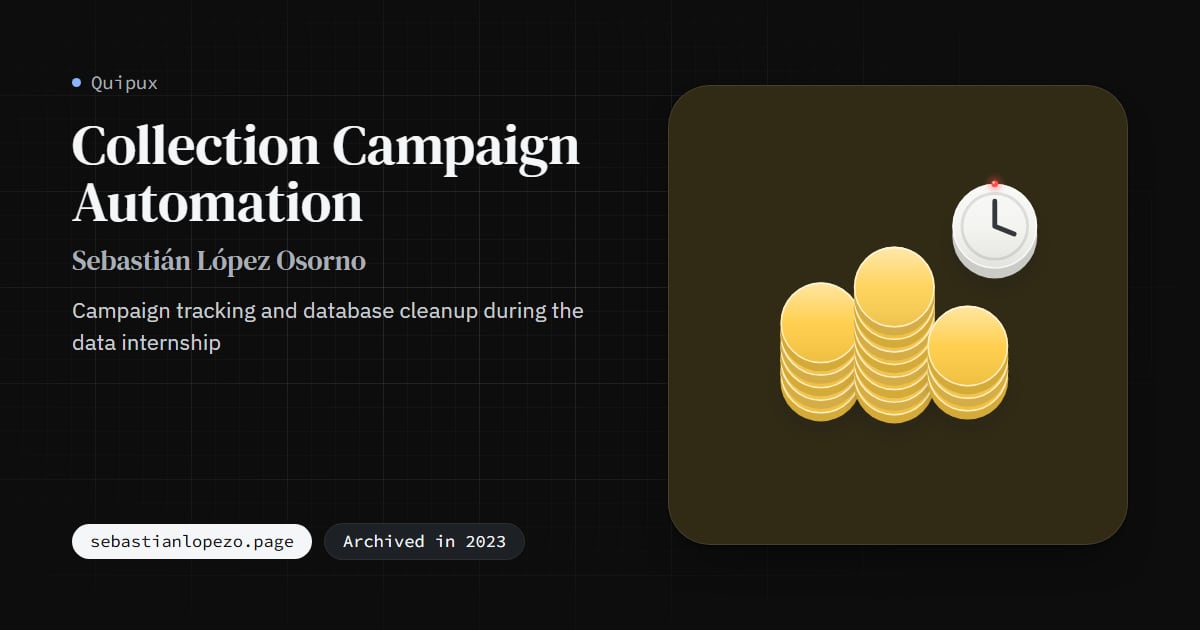 Quipux
Collection Campaign
Automation
Sebastián López Osorno
Campaign tracking and database cleanup during the
data internship
sebastianlopezo.page
Archived in 2023